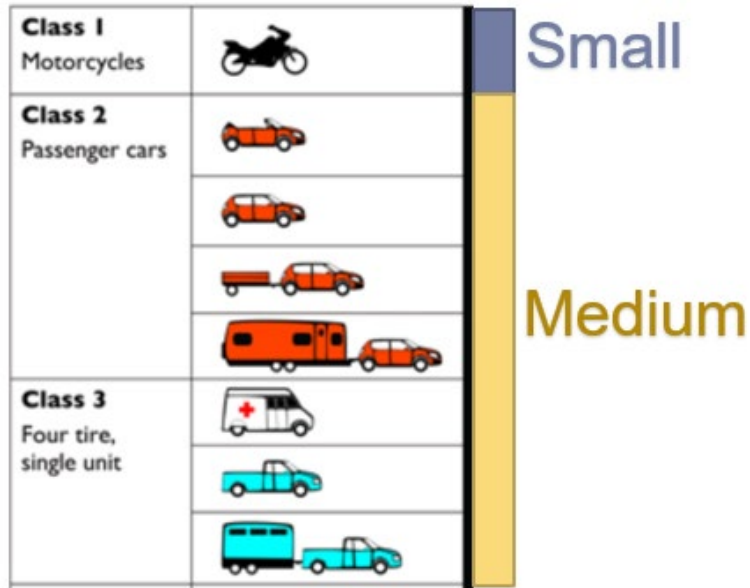 Class 1
Motorcycles
Small
Class 2
Passenger cars
Medium
Class 3
Four tire,
single unit